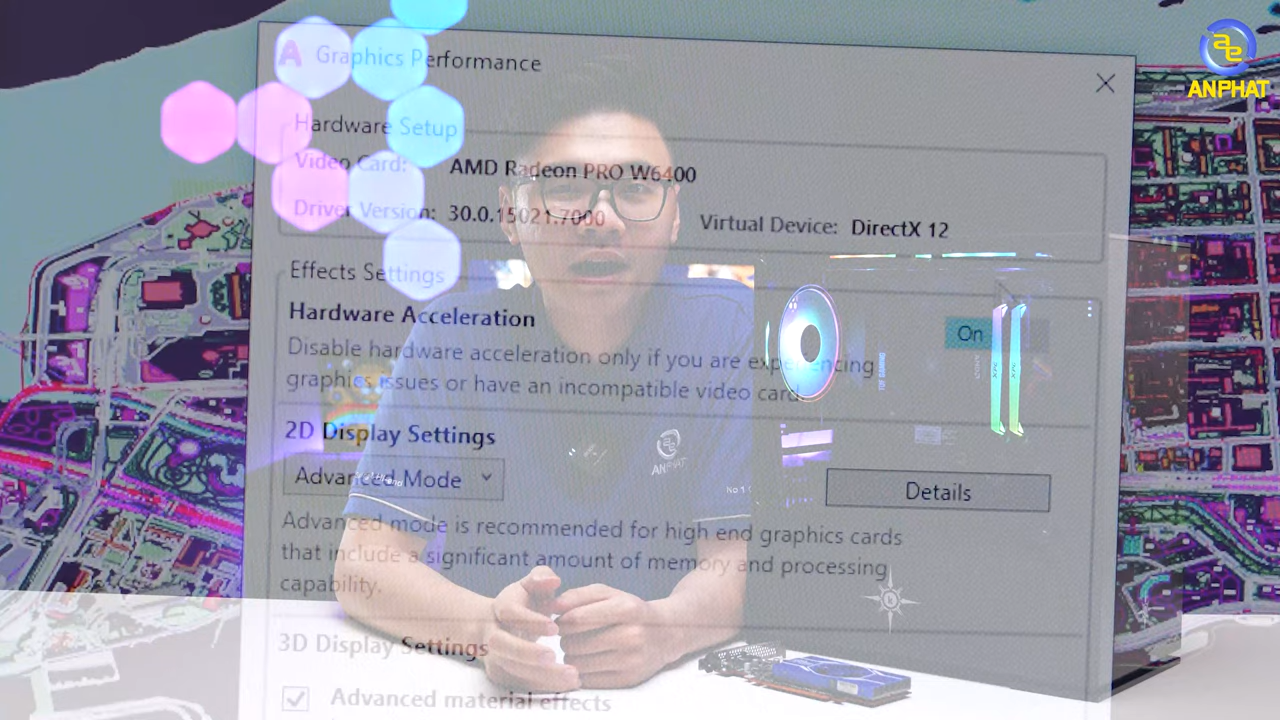 ANPHAT
A Graphics Performance
Hardware Setup
Video Card: AMD Radeon PRO W6400
Driver Version: 30.0.15021.7000 Virtual Device: DirectX 12
Effects Settings
Hardware Acceleration
On
Disable hardware acceleration only if you are experiencing
graphics issues or have an incompatible video card.
2D Display Settings
Advanced Mode
Details
ANPHAT
Advanced mode is recommended for high end graphics cards
that include a significant amount of memory and processing
capability.
3D Display Settings
Advanced material effects